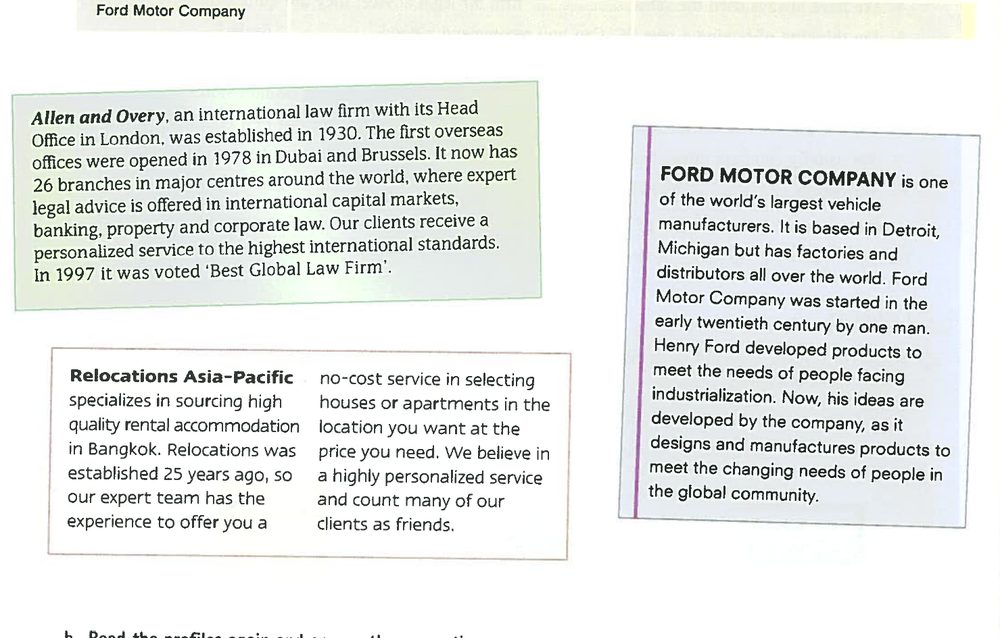 Ford Motor Company
Allen and Overy, an international law firm with its Head
Office in London, was established in 1930. The first overseas
offices were opened in 1978 in Dubai and Brussels. It now has
26 branches in major centres around the world, where expert
legal advice is offered in international capital markets,
banking, property and corporate law. Our clients receive a
personalized service to the highest international standards.
In 1997 it was voted 'Best Global Law Firm'.
Relocations Asia-Pacific
specializes in sourcing high
quality rental accommodation
in Bangkok. Relocations was
established 25 years ago, so
our expert team has the
experience to offer you a
no-cost service in selecting
houses or apartments in the
location you want at the
price you need. We believe in
a highly personalized service
and count many of our
clients as friends.
FORD MOTOR COMPANY is one
of the world's largest vehicle
manufacturers. It is based in Detroit,
Michigan but has factories and
distributors all over the world. Ford
Motor Company was started in the
early twentieth century by one man.
Henry Ford developed products to
meet the needs of people facing
industrialization. Now, his ideas are
developed by the company, as it
designs and manufactures products to
meet the changing needs of people in
the global community.
b Read the profiles again and